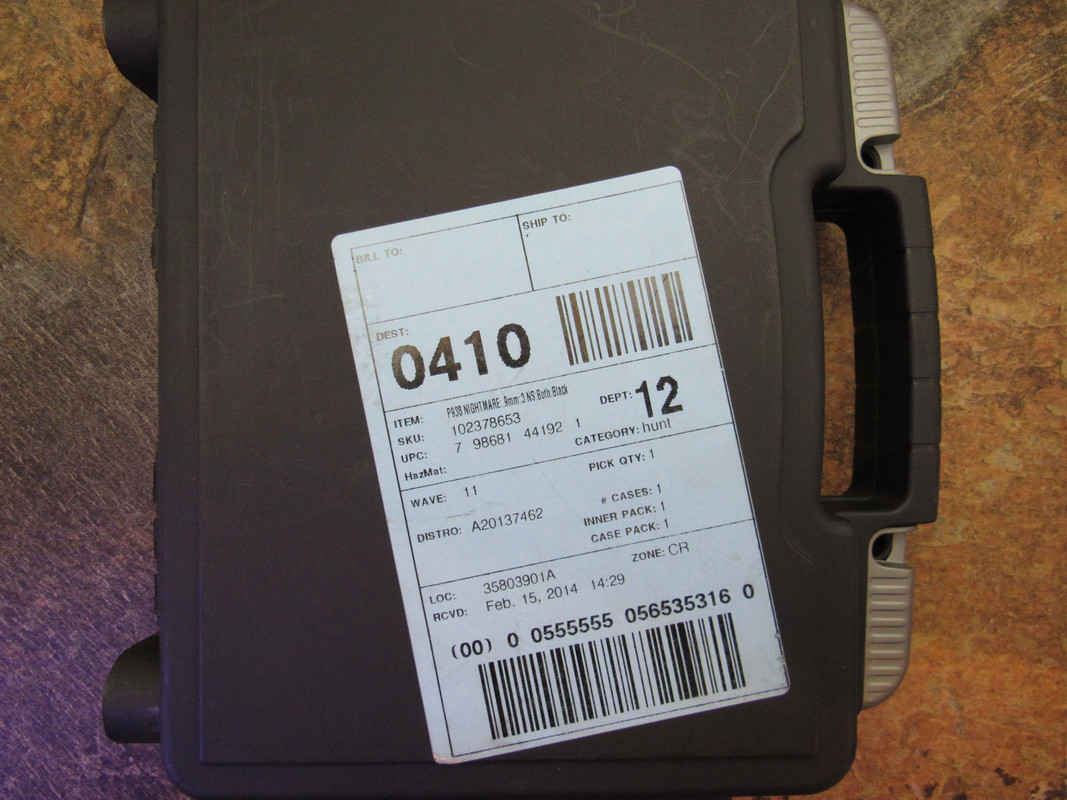 BILL TO:
SHIP TO:
DEST:
0410
ITEM: P938 NIGHTMARE, 9mm, 3 NS, Both, Black
SKU: 102378653
UPC: 7 98681 44192 1
HazMat:
DEPT: 12
CATEGORY: hunt
WAVE: 11
PICK QTY: 1
DISTRO: A20137462
# CASES: 1
INNER PACK: 1
CASE PACK: 1
LOC: 35803901A
ZONE: CR
RCVD: Feb. 15, 2014 14:29
(00) 0 0555555 056535316 0